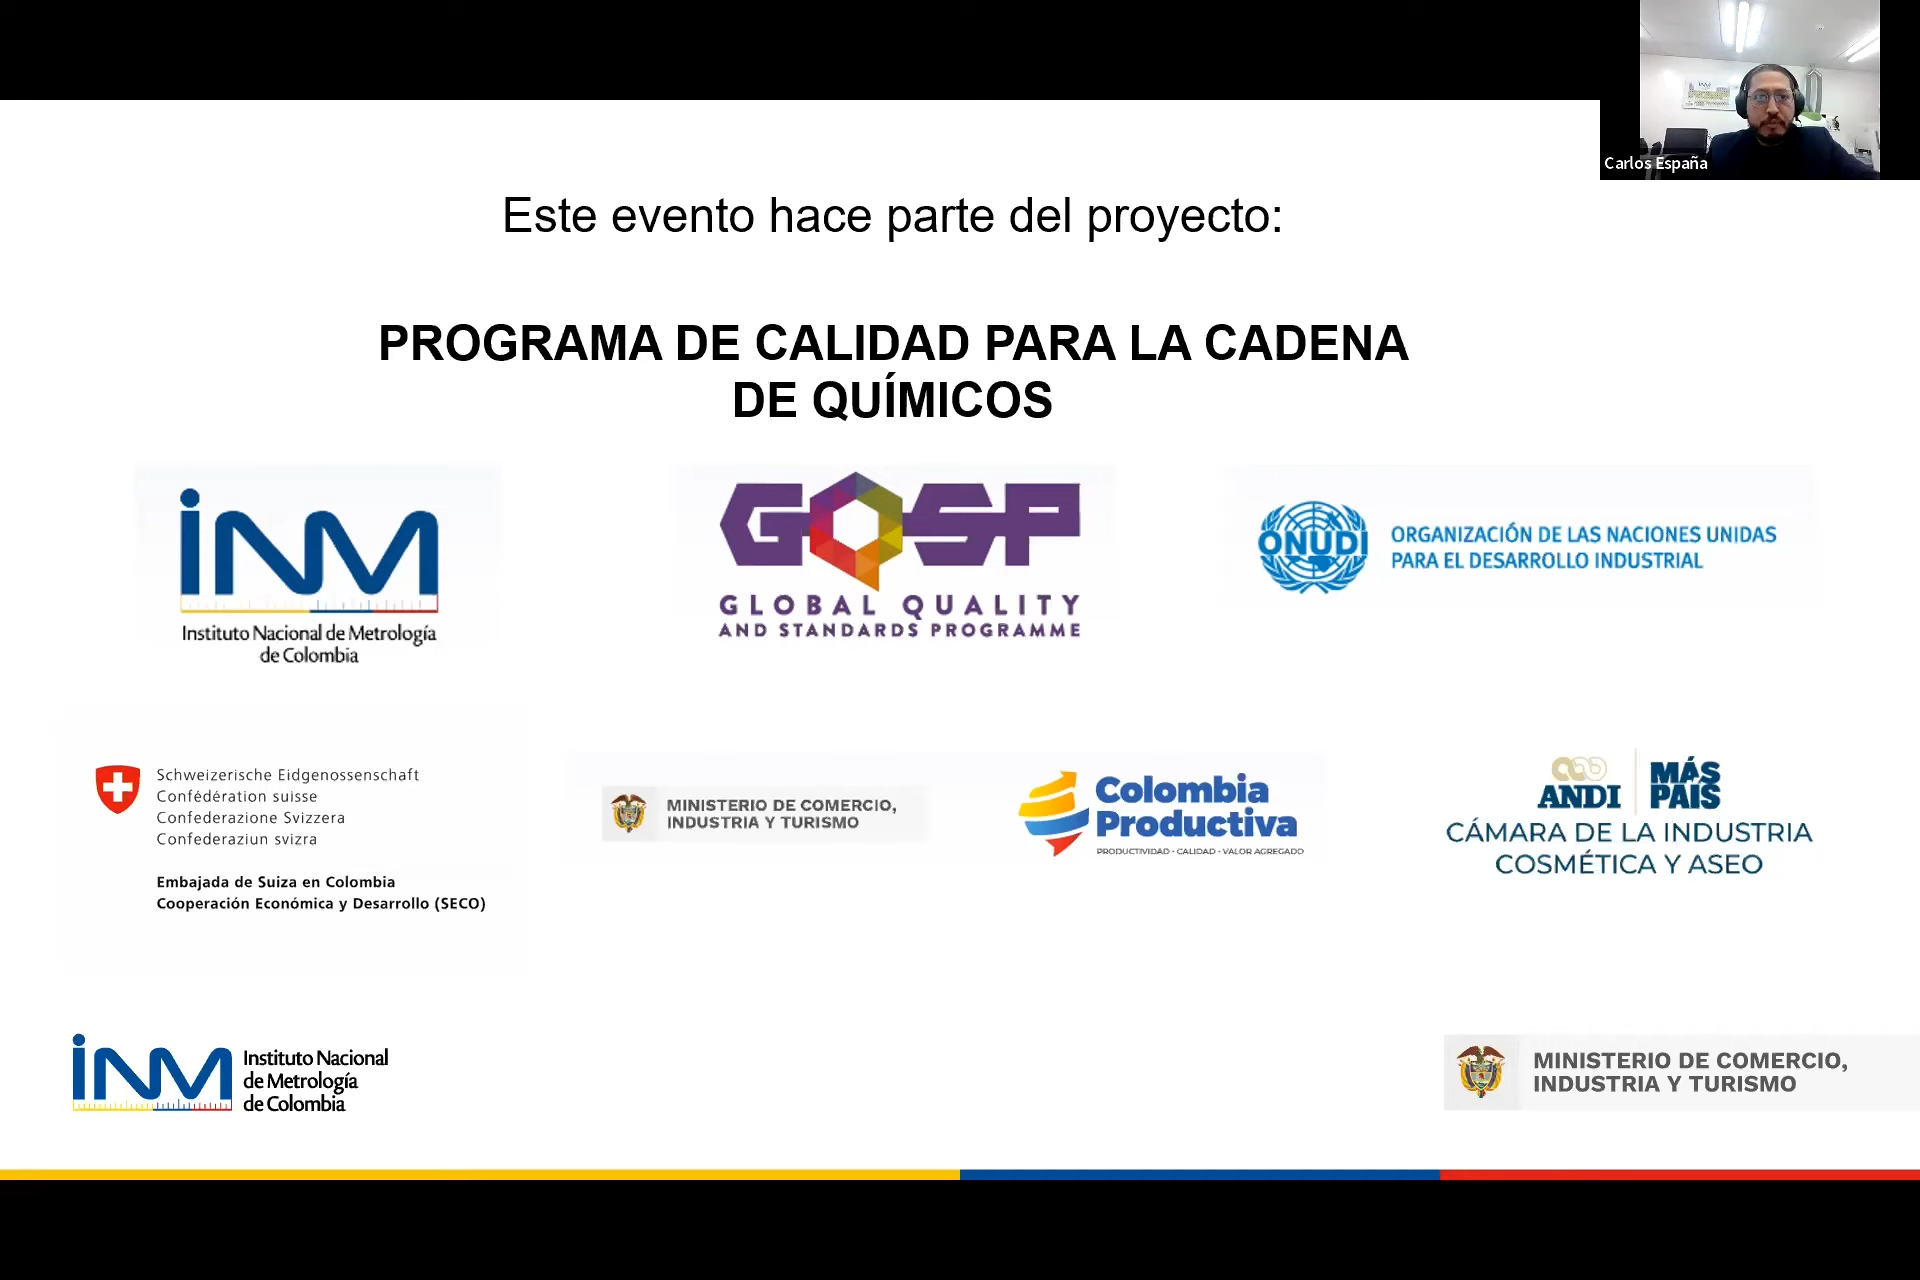 Carlos España
Este evento hace parte del proyecto:
PROGRAMA DE CALIDAD PARA LA CADENA
DE QUÍMICOS
inm
Instituto Nacional de Metrología
de Colombia
GQSP
GLOBAL QUALITY
AND STANDARDS PROGRAMME
ONUDI
ORGANIZACIÓN DE LAS NACIONES UNIDAS
PARA EL DESARROLLO INDUSTRIAL
Schweizerische Eidgenossenschaft
Confédération suisse
Confederazione Svizzera
Confederaziun svizra
Embajada de Suiza en Colombia
Cooperación Económica y Desarrollo (SECO)
MINISTERIO DE COMERCIO,
INDUSTRIA Y TURISMO
Colombia
Productiva
PRODUCTIVIDAD · CALIDAD · VALOR AGREGADO
ANDI
MÁS
PAÍS
CÁMARA DE LA INDUSTRIA
COSMÉTICA Y ASEO
inm
Instituto Nacional
de Metrología
de Colombia
MINISTERIO DE COMERCIO,
INDUSTRIA Y TURISMO